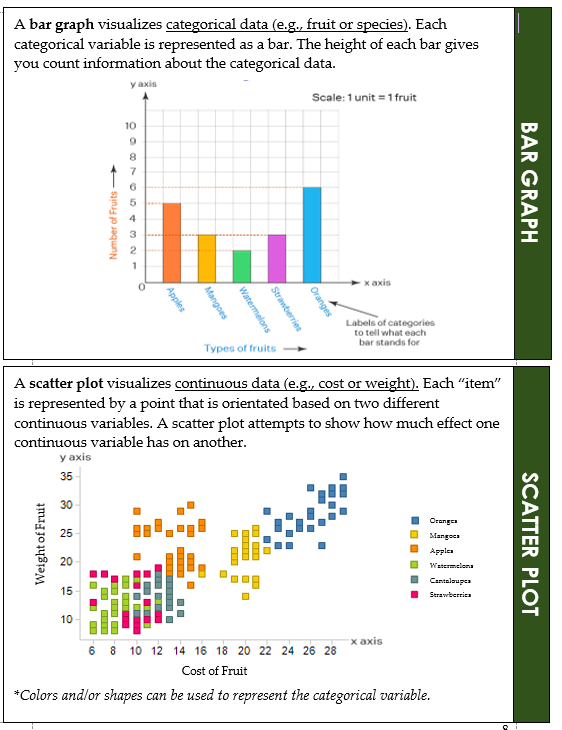 A bar graph visualizes categorical data (e.g., fruit or species). Each
categorical variable is represented as a bar. The height of each bar gives
you count information about the categorical data.
y axis
Scale: 1 unit = 1 fruit
10
9
8
7
6
5
4
3
2
1
0
Number of Fruits
x axis
Apples
Mangoes
Watermelons
Strawberries
Oranges
Labels of categories
to tell what each
bar stands for
Types of fruits
BAR GRAPH
A scatter plot visualizes continuous data (e.g., cost or weight). Each “item”
is represented by a point that is orientated based on two different
continuous variables. A scatter plot attempts to show how much effect one
continuous variable has on another.
y axis
35
30
25
20
15
10
Weight of Fruit
Oranges
Mangoes
Apples
Watermelons
Cantaloupes
Strawberries
x axis
6 8 10 12 14 16 18 20 22 24 26 28
Cost of Fruit
*Colors and/or shapes can be used to represent the categorical variable.
SCATTER PLOT